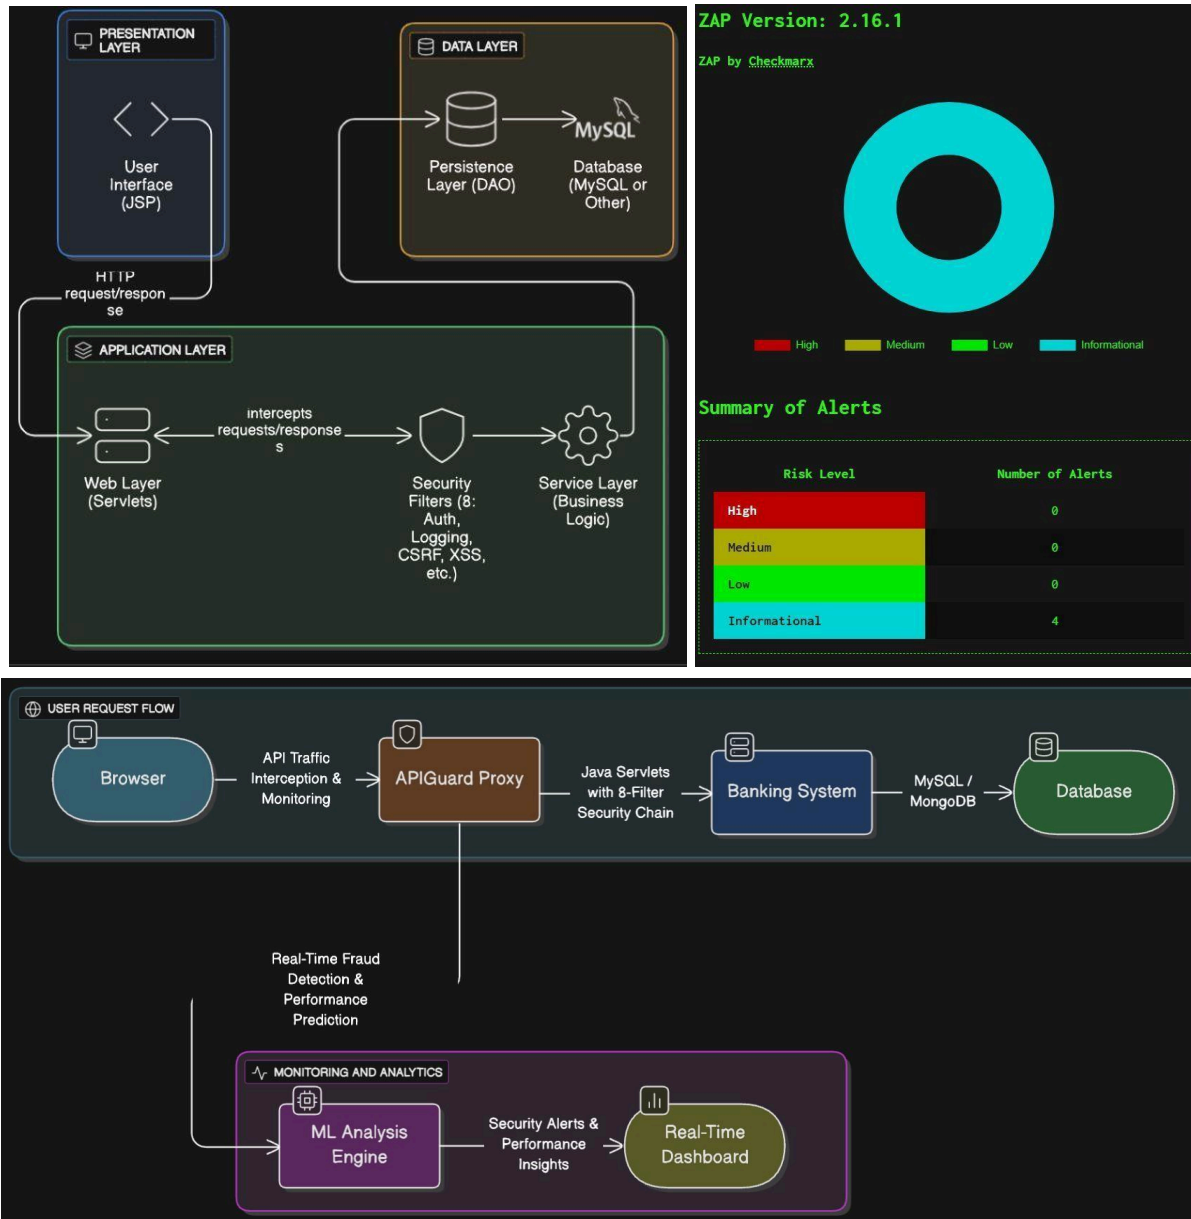 PRESENTATION
LAYER
User
Interface
(JSP)
HTTP
request/respon
se
DATA LAYER
Persistence
Layer (DAO)
MySQL
Database
(MySQL or
Other)
APPLICATION LAYER
Web Layer
(Servlets)
intercepts
requests/response
s
Security
Filters (8:
Auth,
Logging,
CSRF, XSS,
etc.)
Service Layer
(Business
Logic)
ZAP Version: 2.16.1
ZAP by Checkmarx
High Medium Low Informational
Summary of Alerts
Risk Level Number of Alerts
High 0
Medium 0
Low 0
Informational 4
USER REQUEST FLOW
Browser
API Traffic
Interception &
Monitoring
APIGuard Proxy
Java Servlets
with 8-Filter
Security Chain
Banking System
MySQL /
MongoDB
Database
Real-Time Fraud
Detection &
Performance
Prediction
MONITORING AND ANALYTICS
ML Analysis
Engine
Security Alerts &
Performance
Insights
Real-Time
Dashboard